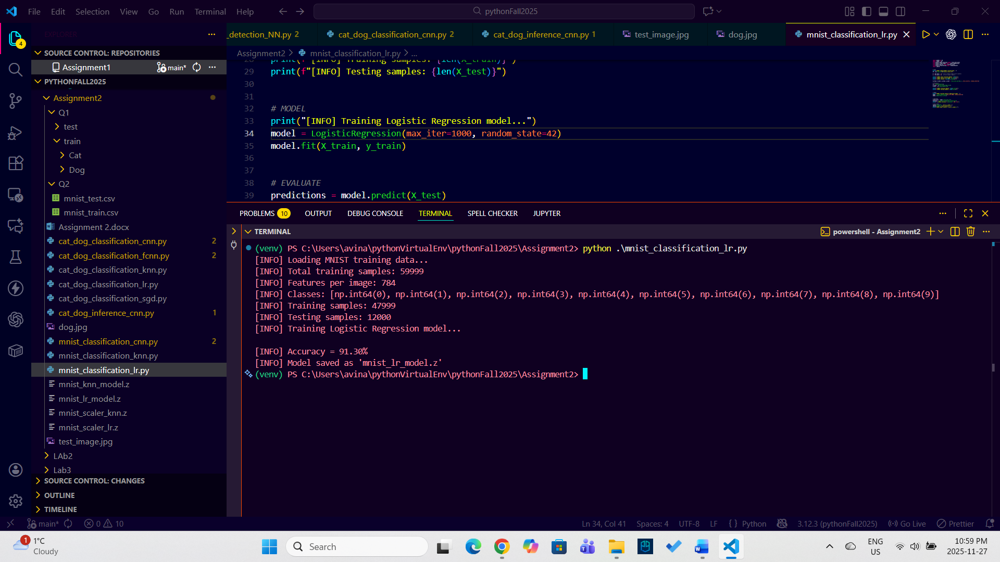 File Edit Selection View Go Run Terminal Help
pythonFall2025
4
SOURCE CONTROL: REPOSITORIES
Assignment1 main*
PYTHONFALL2025
Assignment2
Q1
test
train
Cat
Dog
Q2
mnist_test.csv
mnist_train.csv
Assignment 2.docx
cat_dog_classification_cnn.py 2
cat_dog_classification_fcnn.py 2
cat_dog_classification_knn.py
cat_dog_classification_lr.py
cat_dog_classification_sgd.py
cat_dog_inference_cnn.py 1
dog.jpg
mnist_classification_cnn.py 2
mnist_classification_knn.py
mnist_classification_lr.py
mnist_knn_model.z
mnist_lr_model.z
mnist_scaler_knn.z
mnist_scaler_lr.z
test_image.jpg
LAb2
Lab3
SOURCE CONTROL: CHANGES
OUTLINE
TIMELINE
_detection_NN.py 2 cat_dog_classification_cnn.py 2 cat_dog_inference_cnn.py 1 test_image.jpg dog.jpg mnist_classification_lr.py
Assignment2 > mnist_classification_lr.py > ...
28 print(f"[INFO] Training samples: {len(X_train)}")
29 print(f"[INFO] Testing samples: {len(X_test)}")
30
31
32 # MODEL
33 print("[INFO] Training Logistic Regression model...")
34 model = LogisticRegression(max_iter=1000, random_state=42)
35 model.fit(X_train, y_train)
36
37
38 # EVALUATE
39 predictions = model.predict(X_test)
PROBLEMS 10 OUTPUT DEBUG CONSOLE TERMINAL SPELL CHECKER JUPYTER
TERMINAL powershell - Assignment2
(venv) PS C:\Users\avina\pythonVirtualEnv\pythonFall2025\Assignment2> python .\mnist_classification_lr.py
[INFO] Loading MNIST training data...
[INFO] Total training samples: 59999
[INFO] Features per image: 784
[INFO] Classes: [np.int64(0), np.int64(1), np.int64(2), np.int64(3), np.int64(4), np.int64(5), np.int64(6), np.int64(7), np.int64(8), np.int64(9)]
[INFO] Training samples: 47999
[INFO] Testing samples: 12000
[INFO] Training Logistic Regression model...
[INFO] Accuracy = 91.30%
[INFO] Model saved as 'mnist_lr_model.z'
(venv) PS C:\Users\avina\pythonVirtualEnv\pythonFall2025\Assignment2>
main* 0 10 Ln 34, Col 41 Spaces: 4 UTF-8 LF { } Python 3.12.3 (pythonFall2025) Go Live Prettier
1 1°C
Cloudy
Search
ENG
US
10:59 PM
2025-11-27